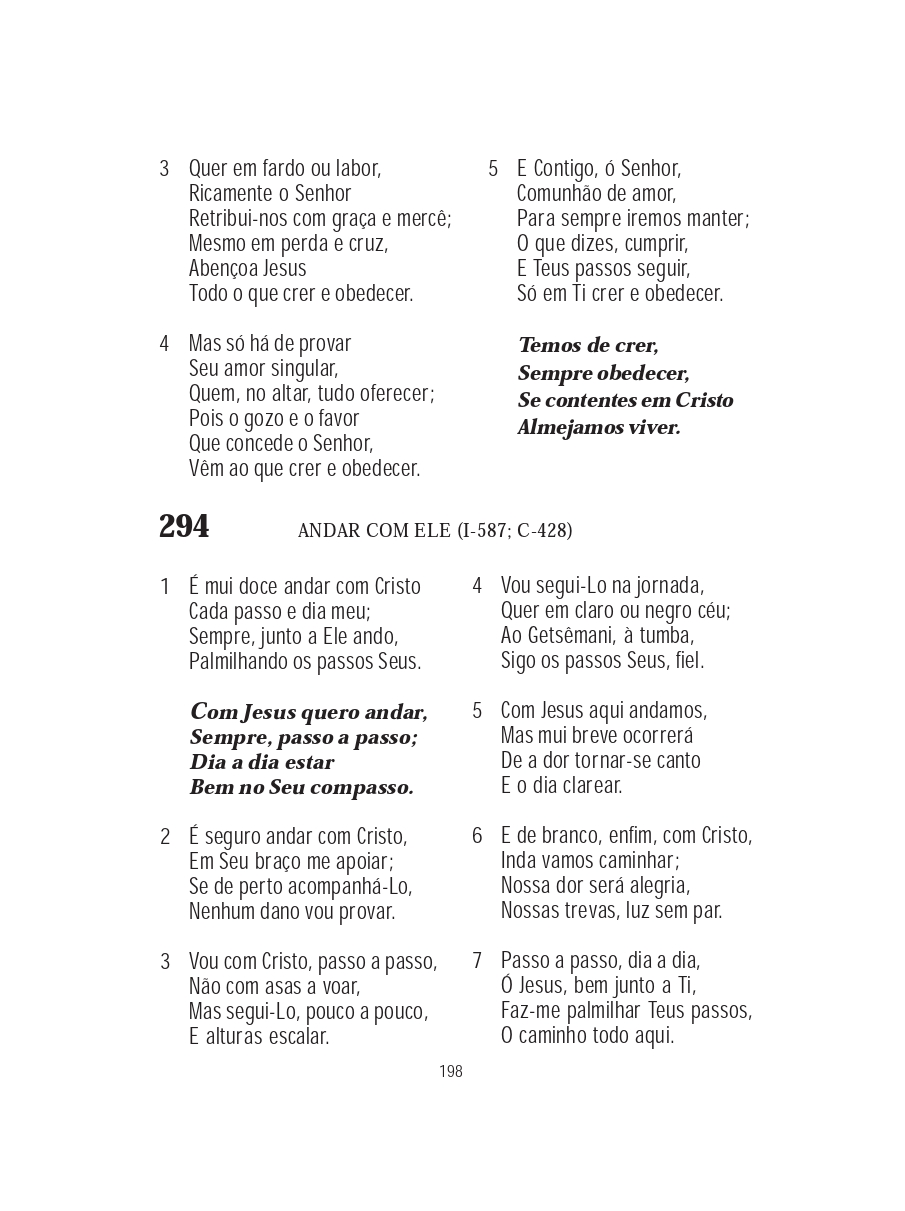 3 Quer em fardo ou labor,
Ricamente o Senhor
Retribui-nos com graça e mercê;
Mesmo em perda e cruz,
Abençoa Jesus
Todo o que crer e obedecer.
4 Mas só há de provar
Seu amor singular,
Quem, no altar, tudo oferecer;
Pois o gozo e o favor
Que concede o Senhor,
Vêm ao que crer e obedecer.
5 E Contigo, ó Senhor,
Comunhão de amor,
Para sempre iremos manter;
O que dizes, cumprir,
E Teus passos seguir,
Só em Ti crer e obedecer.
Temos de crer,
Sempre obedecer,
Se contentes em Cristo
Almejamos viver.
294 ANDAR COM ELE (I-587; C-428)
1 É mui doce andar com Cristo
Cada passo e dia meu;
Sempre, junto a Ele ando,
Palmilhando os passos Seus.
Com Jesus quero andar,
Sempre, passo a passo;
Dia a dia estar
Bem no Seu compasso.
2 É seguro andar com Cristo,
Em Seu braço me apoiar;
Se de perto acompanhá-Lo,
Nenhum dano vou provar.
3 Vou com Cristo, passo a passo,
Não com asas a voar,
Mas segui-Lo, pouco a pouco,
E alturas escalar.
4 Vou segui-Lo na jornada,
Quer em claro ou negro céu;
Ao Getsêmani, à tumba,
Sigo os passos Seus, fiel.
5 Com Jesus aqui andamos,
Mas mui breve ocorrerá
De a dor tornar-se canto
E o dia clarear.
6 E de branco, enfim, com Cristo,
Inda vamos caminhar;
Nossa dor será alegria,
Nossas trevas, luz sem par.
7 Passo a passo, dia a dia,
Ó Jesus, bem junto a Ti,
Faz-me palmilhar Teus passos,
O caminho todo aqui.
198